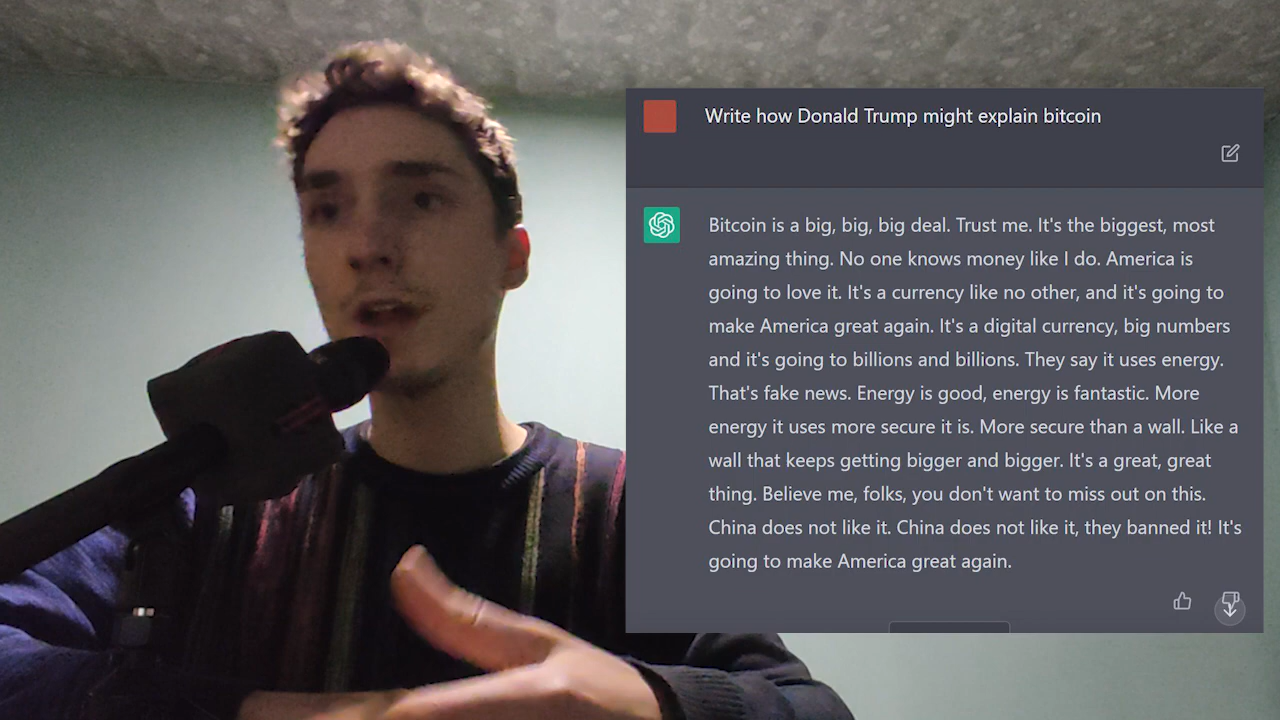 Write how Donald Trump might explain bitcoin
Bitcoin is a big, big, big deal. Trust me. It's the biggest, most
amazing thing. No one knows money like I do. America is
going to love it. It's a currency like no other, and it's going to
make America great again. It's a digital currency, big numbers
and it's going to billions and billions. They say it uses energy.
That's fake news. Energy is good, energy is fantastic. More
energy it uses more secure it is. More secure than a wall. Like a
wall that keeps getting bigger and bigger. It's a great, great
thing. Believe me, folks, you don't want to miss out on this.
China does not like it. China does not like it, they banned it! It's
going to make America great again.